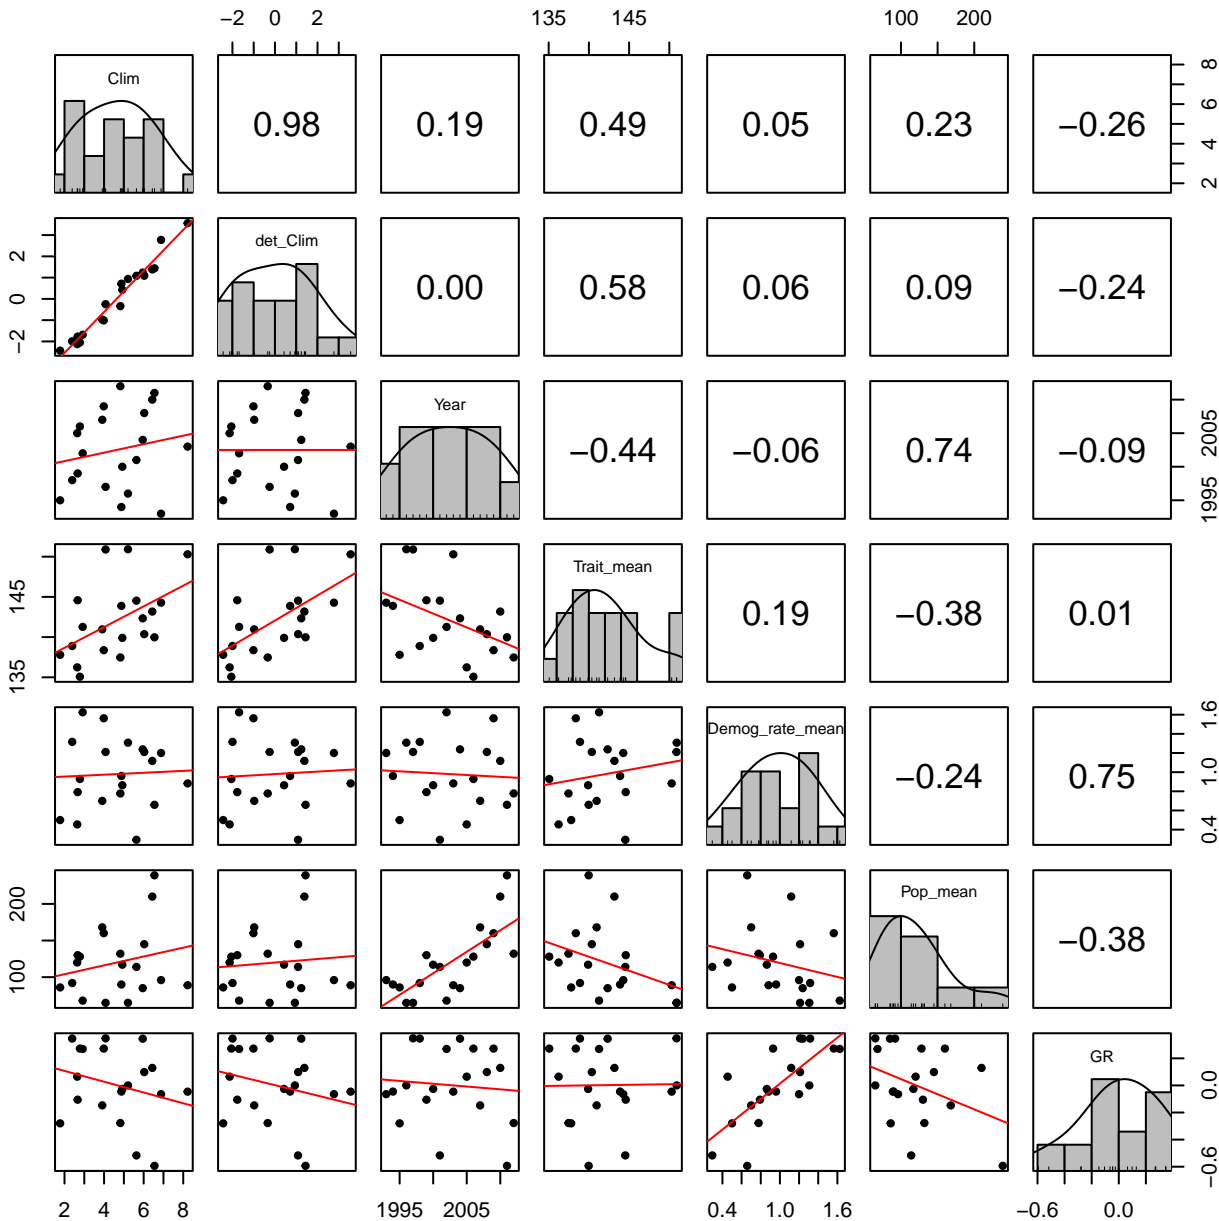 −2 0 2 135 145 100 200
Clim 0.98 0.19 0.49 0.05 0.23 −0.26 2 4 6 8
−2 0 2 det_Clim 0.00 0.58 0.06 0.09 −0.24
Year −0.44 −0.06 0.74 −0.09 1995 2005
135 145 Trait_mean 0.19 −0.38 0.01
Demog_rate_mean −0.24 0.75 0.4 1.0 1.6
100 200 Pop_mean −0.38
GR −0.6 0.0
2 4 6 8 1995 2005 0.4 1.0 1.6 −0.6 0.0